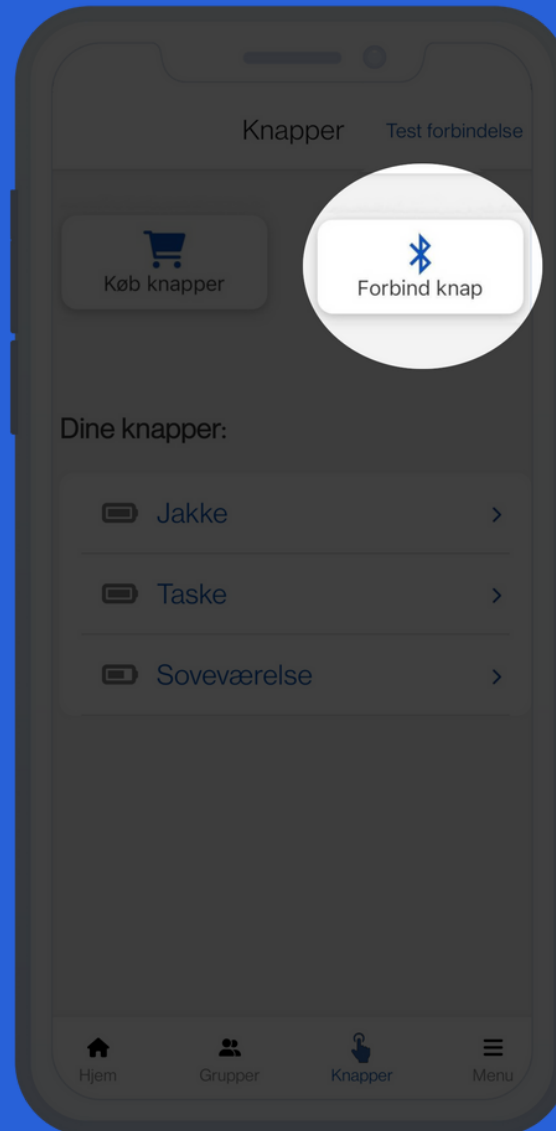 Knapper
Test forbindelse
Køb knapper
Forbind knap
Dine knapper:
Jakke
Taske
Soveværelse
Hjem
Grupper
Knapper
Menu